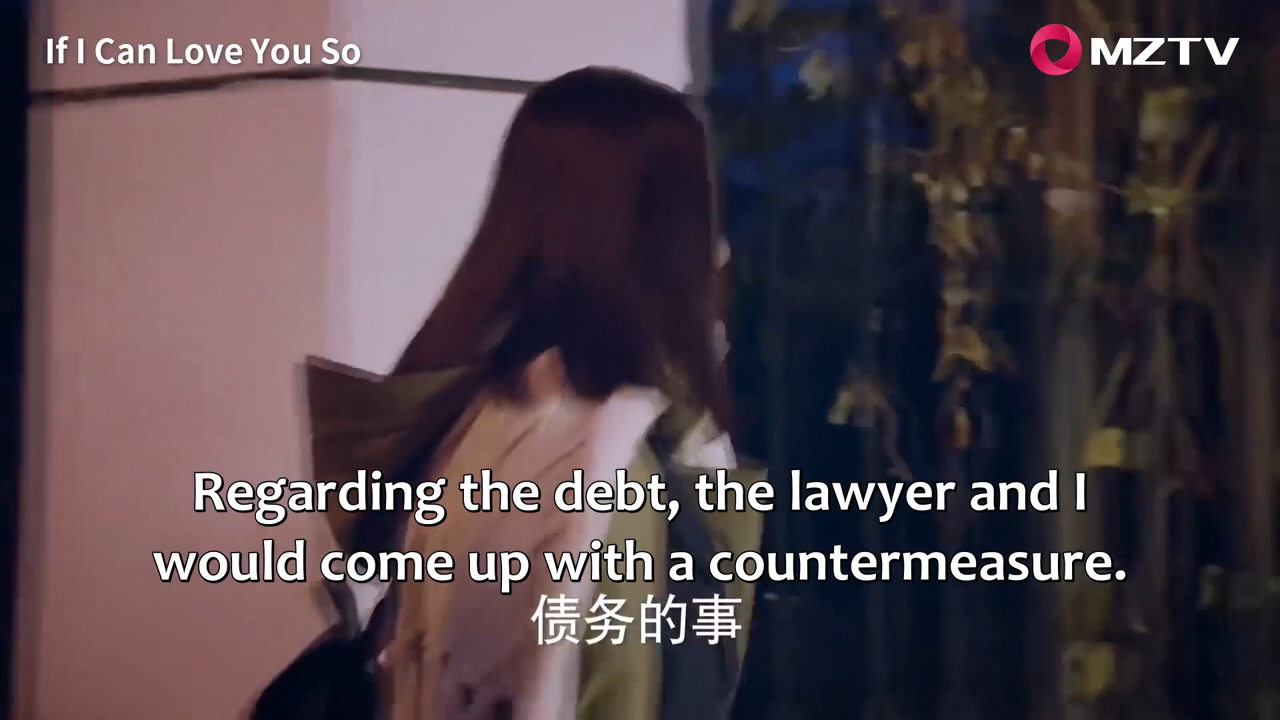 If I Can Love You So
MZTV
Regarding the debt, the lawyer and I
would come up with a countermeasure.
债务的事